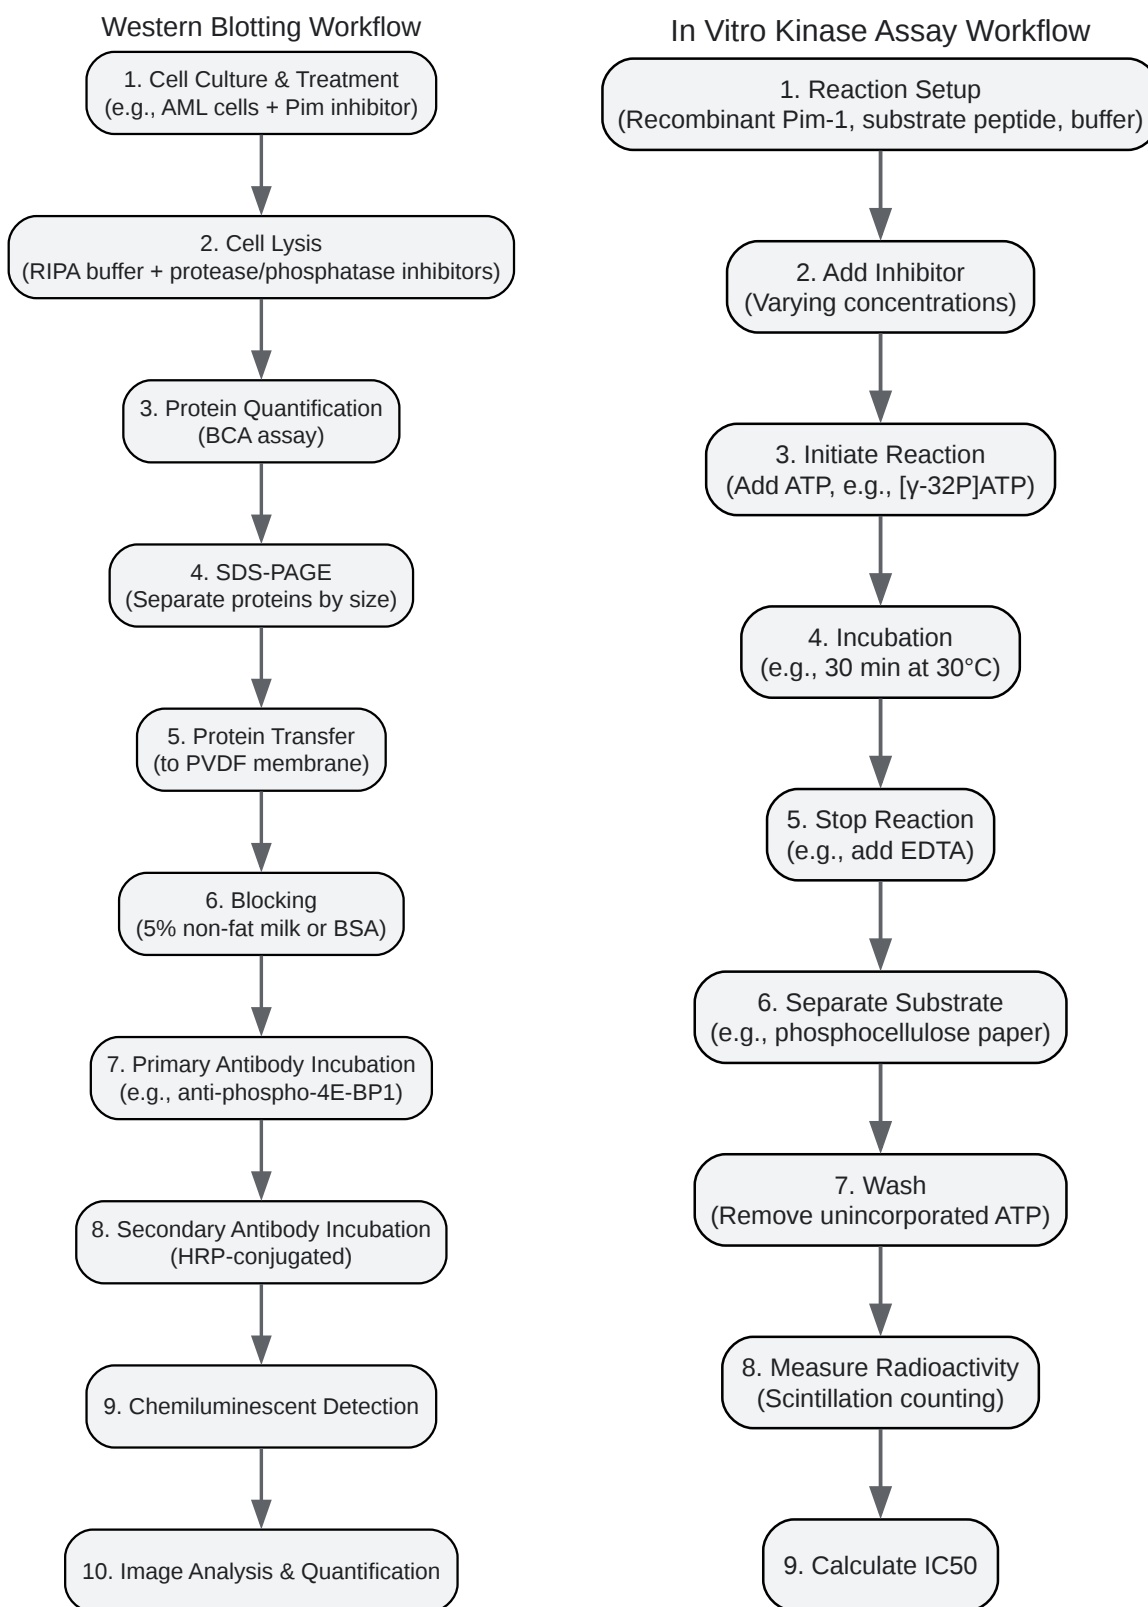 Western Blotting Workflow
1. Cell Culture & Treatment
(e.g., AML cells + Pim inhibitor)
2. Cell Lysis
(RIPA buffer + protease/phosphatase inhibitors)
3. Protein Quantification
(BCA assay)
4. SDS-PAGE
(Separate proteins by size)
5. Protein Transfer
(to PVDF membrane)
6. Blocking
(5% non-fat milk or BSA)
7. Primary Antibody Incubation
(e.g., anti-phospho-4E-BP1)
8. Secondary Antibody Incubation
(HRP-conjugated)
9. Chemiluminescent Detection
10. Image Analysis & Quantification
In Vitro Kinase Assay Workflow
1. Reaction Setup
(Recombinant Pim-1, substrate peptide, buffer)
2. Add Inhibitor
(Varying concentrations)
3. Initiate Reaction
(Add ATP, e.g., [γ-32P]ATP)
4. Incubation
(e.g., 30 min at 30°C)
5. Stop Reaction
(e.g., add EDTA)
6. Separate Substrate
(e.g., phosphocellulose paper)
7. Wash
(Remove unincorporated ATP)
8. Measure Radioactivity
(Scintillation counting)
9. Calculate IC50